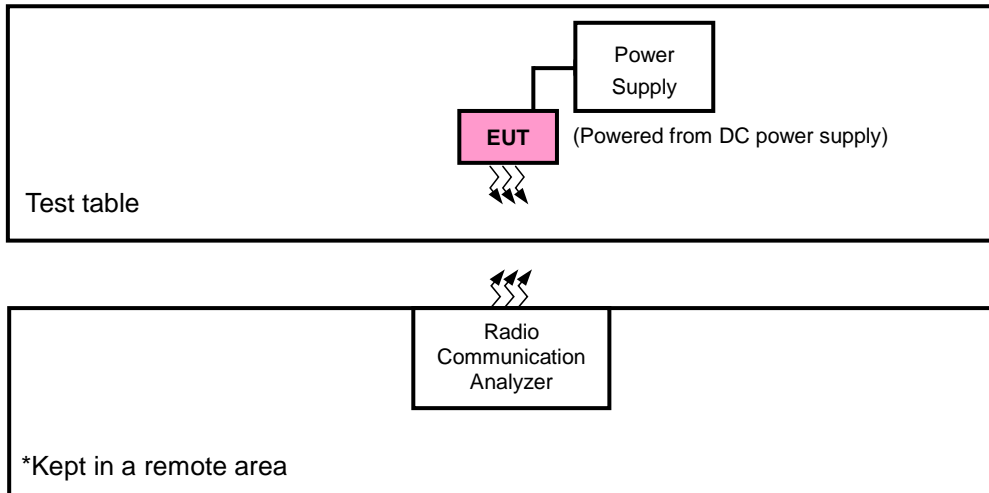 Power
Supply
EUT
(Powered from DC power supply)
Test table
Radio
Communication
Analyzer
*Kept in a remote area